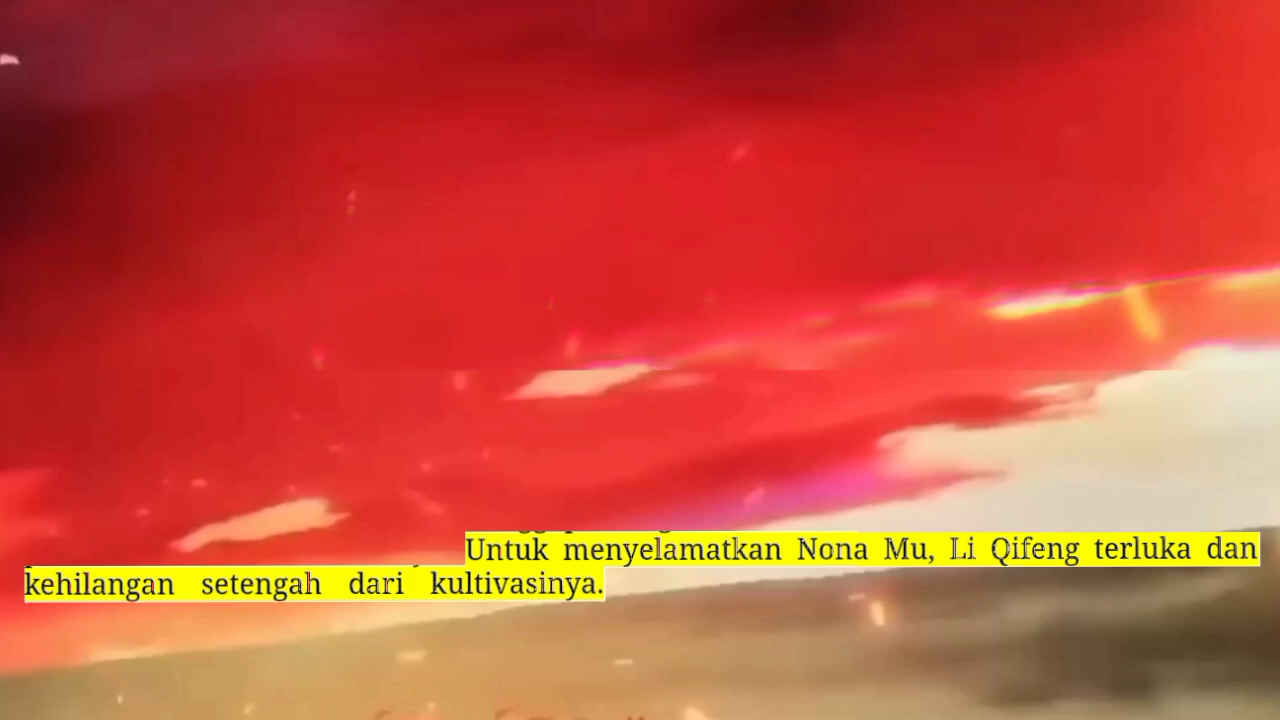 Untuk menyelamatkan Nona Mu, Li Qifeng terluka dan
kehilangan setengah dari kultivasinya.